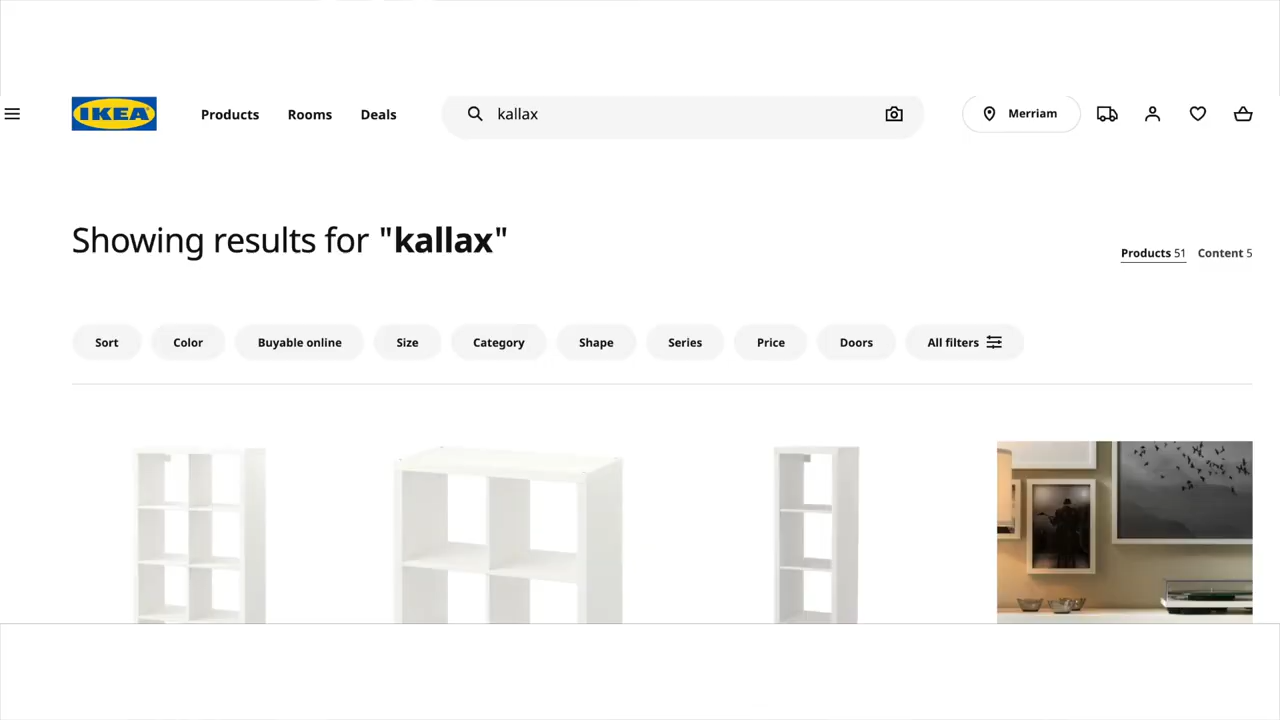 IKEA
Products Rooms Deals
kallax
Merriam
Showing results for "kallax"
Products 51 Content 5
Sort Color Buyable online Size Category Shape Series Price Doors All filters